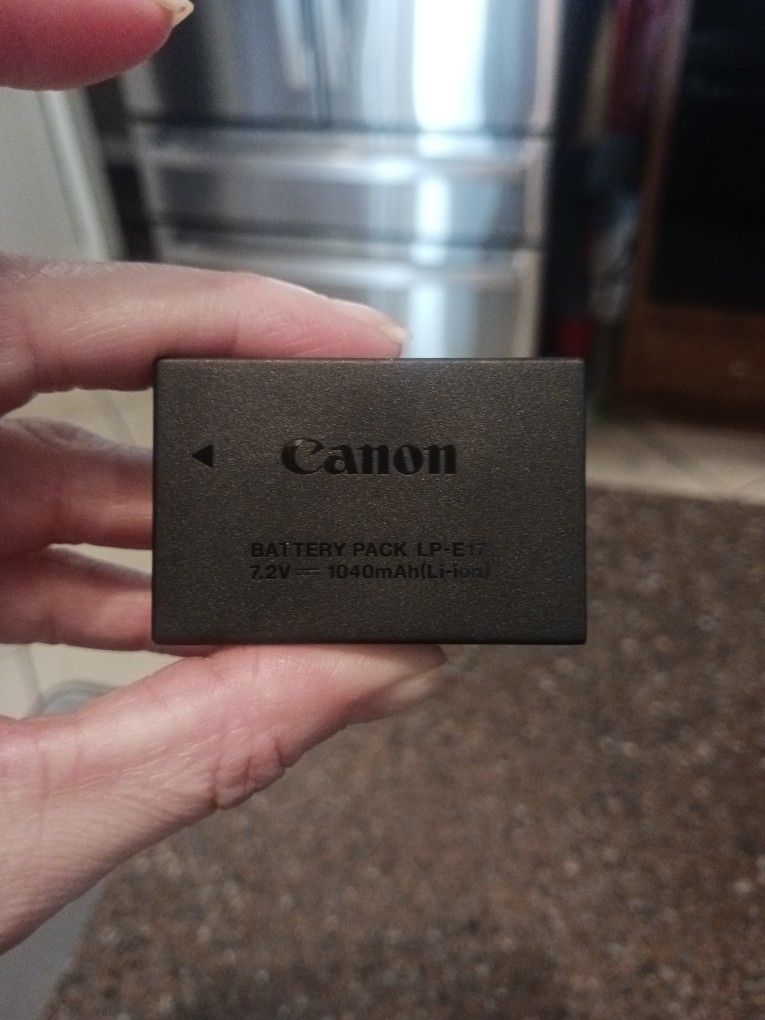 Canon
BATTERY PACK LP-E17
7.2V ⎓ 1040mAh(Li-ion)